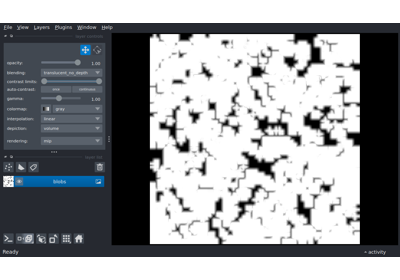 File View Layers Plugins Window Help
opacity: 1.00
blending: translucent_no_depth
contrast limits:
auto-contrast: once continuous
gamma: 1.00
colormap: gray
interpolation: linear
depiction: volume
rendering: mip
blobs
Ready
activity